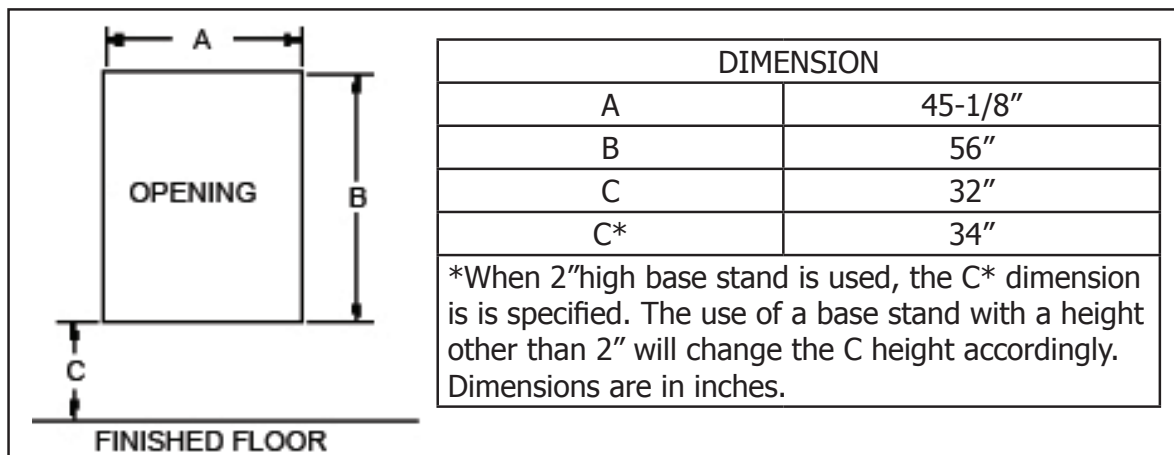 A
OPENING
B
C
FINISHED FLOOR
DIMENSION
A 45-1/8″
B 56″
C 32″
C* 34″
*When 2″high base stand is used, the C* dimension
is is specified. The use of a base stand with a height
other than 2″ will change the C height accordingly.
Dimensions are in inches.